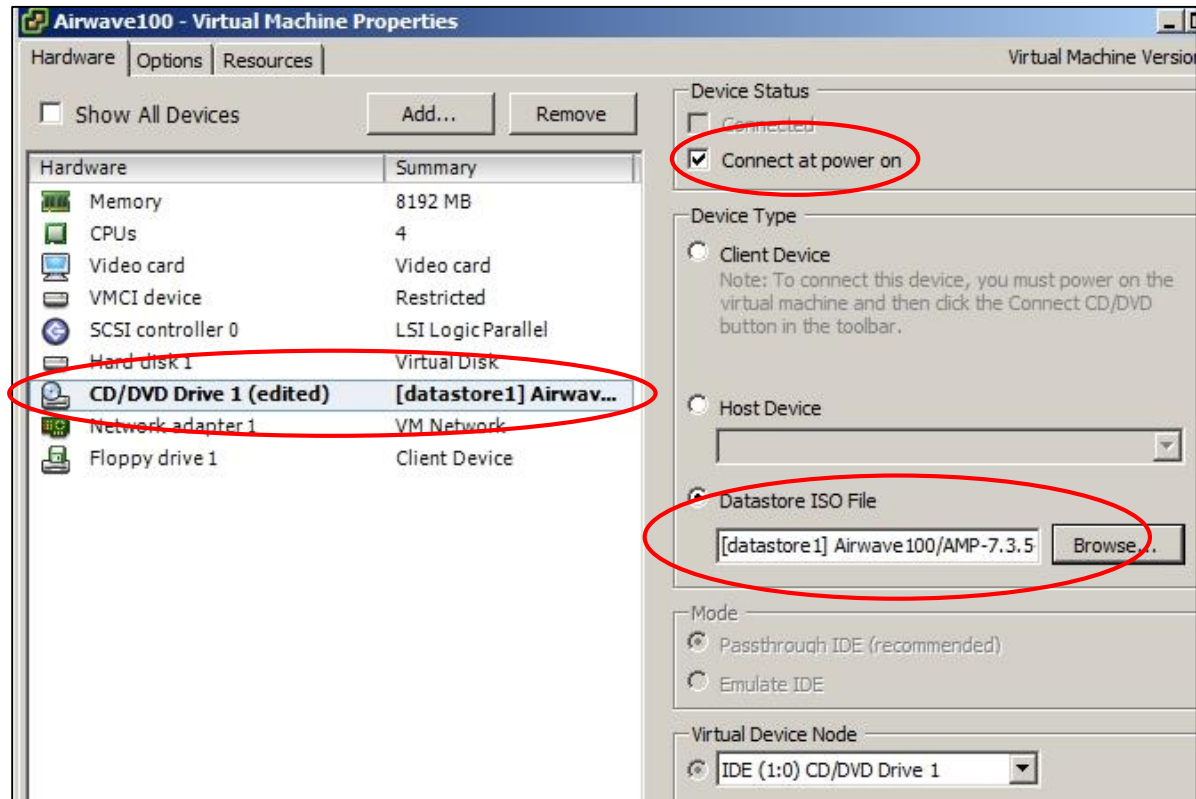 Airwave100 - Virtual Machine Properties
Hardware Options Resources
Virtual Machine Version
Show All Devices
Add...
Remove
Hardware Summary
Memory 8192 MB
CPUs 4
Video card Video card
VMCI device Restricted
SCSI controller 0 LSI Logic Parallel
Hard disk 1 Virtual Disk
CD/DVD Drive 1 (edited) [datastore1] Airwav...
Network adapter 1 VM Network
Floppy drive 1 Client Device
Device Status
Connected
Connect at power on
Device Type
Client Device
Note: To connect this device, you must power on the
virtual machine and then click the Connect CD/DVD
button in the toolbar.
Host Device
Datastore ISO File
[datastore1] Airwave100/AMP-7.3.5
Browse...
Mode
Passthrough IDE (recommended)
Emulate IDE
Virtual Device Node
IDE (1:0) CD/DVD Drive 1